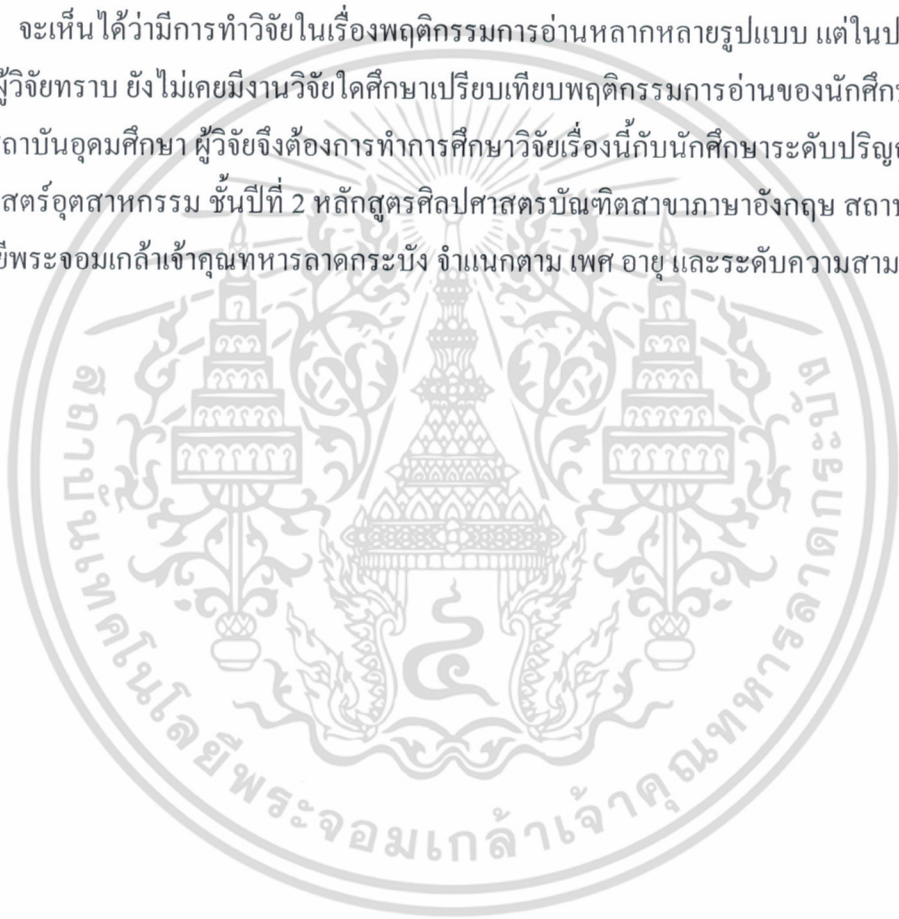 จะเห็นได้ว่ามีการทำวิจัยในเรื่องพฤติกรรมการอ่านหลากหลายรูปแบบ แต่ในป
ผู้วิจัยทราบ ยังไม่เคยมีงานวิจัยใดศึกษาเปรียบเทียบพฤติกรรมการอ่านของนักศึกษ
ถาบันอุดมศึกษา ผู้วิจัยจึงต้องการทำการศึกษาวิจัยเรื่องนี้กับนักศึกษาระดับปริญ
สตร์อุตสาหกรรม ชั้นปีที่ 2 หลักสูตรศิลปศาสตรบัณฑิตสาขาภาษาอังกฤษ สถา
ยีพระจอมเกล้าเจ้าคุณทหารลาดกระบัง จำแนกตาม เพศ อายุ และระดับความสาม
สถาบันเทคโนโลยีพระจอมเกล้าเจ้าคุณทหารลาดกระบัง